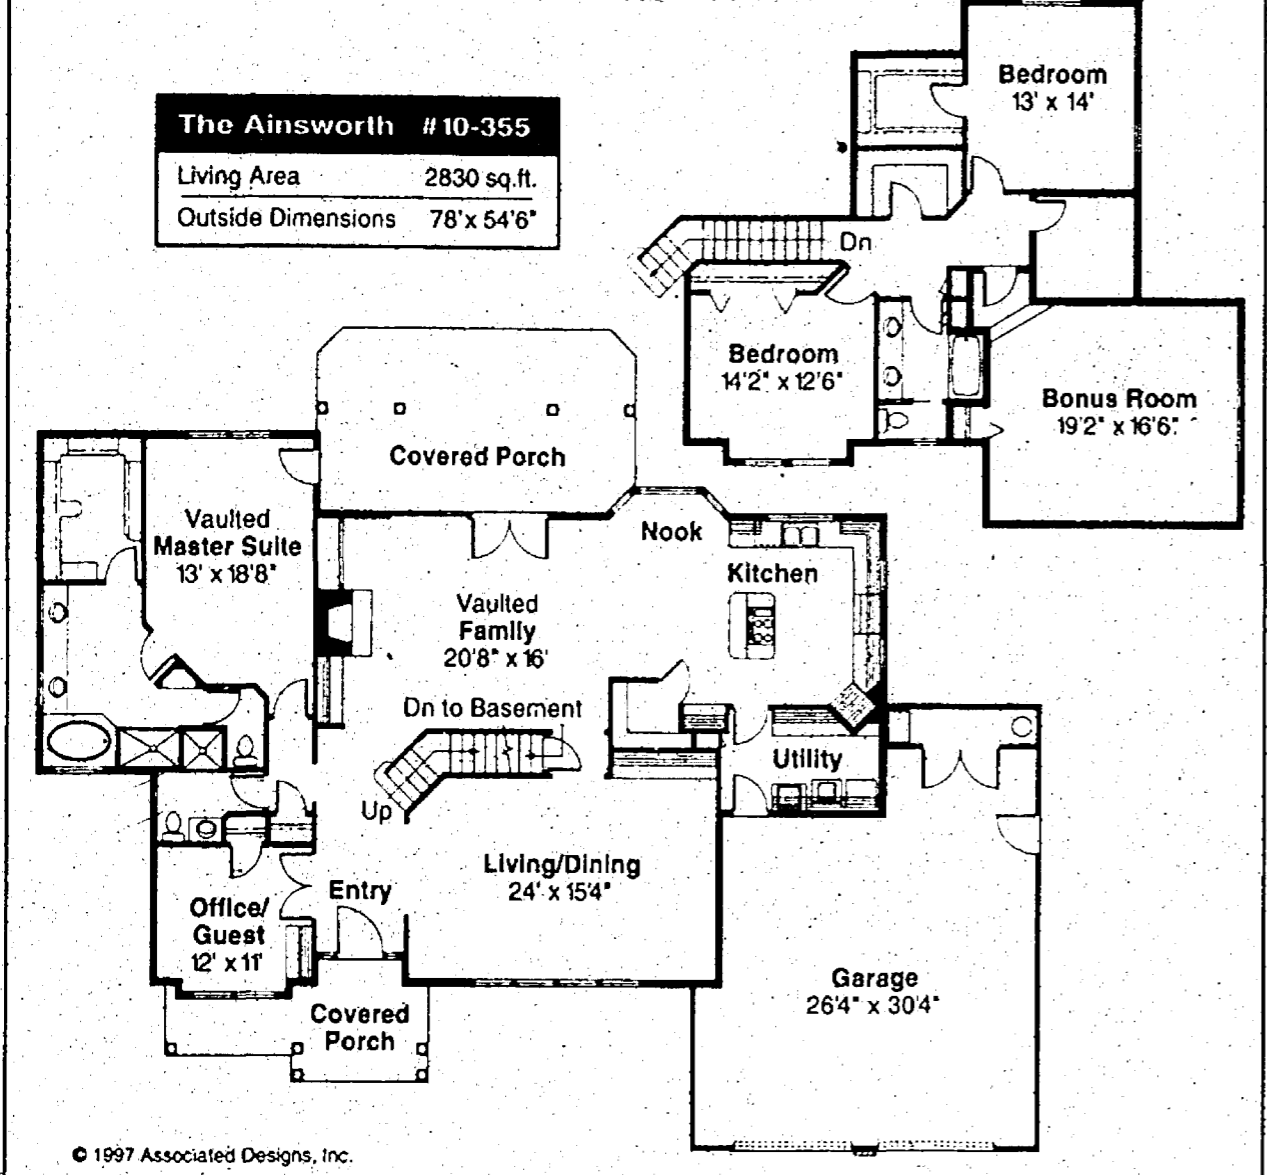 The Ainsworth #10-355
Living Area 2830 sq.ft.
Outside Dimensions 78'x 54'6"
Bedroom
13' x 14'
Dn
Bedroom
14'2" x 12'6"
Bonus Room
19'2" x 16'6"
Covered Porch
Nook
Vaulted
Master Suite
13' x 18'8"
Kitchen
Vaulted
Family
20'8" x 16'
Dn to Basement
Utility
Up
Living/Dining
24' x 15'4"
Entry
Office/
Guest
12' x 11'
Garage
26'4" x 30'4"
Covered
Porch
© 1997 Associated Designs, Inc.